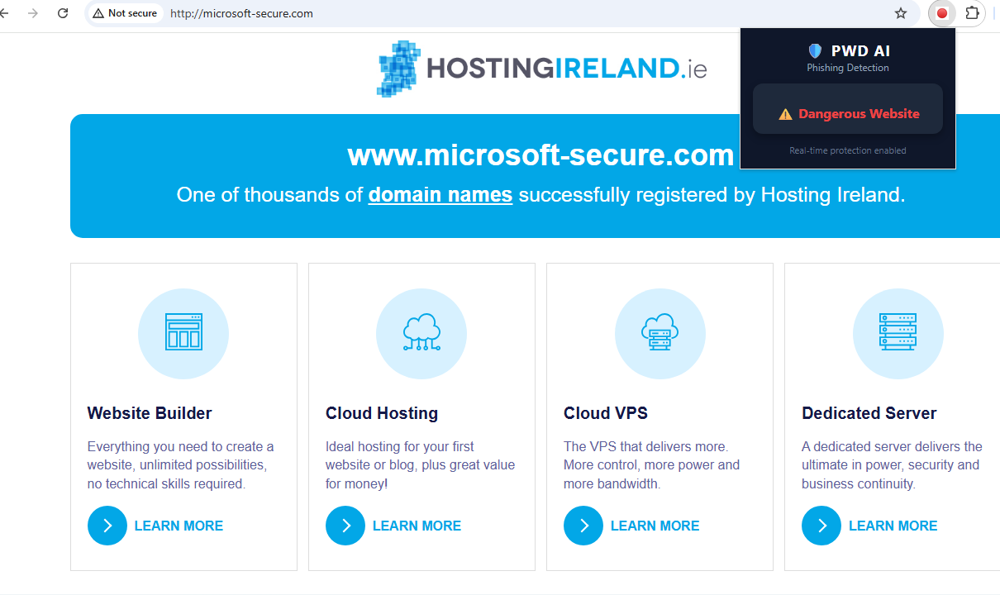 Not secure
http://microsoft-secure.com
PWD AI
Phishing Detection
Dangerous Website
Real-time protection enabled
HOSTINGIRELAND.ie
www.microsoft-secure.com
One of thousands of domain names successfully registered by Hosting Ireland.
Website Builder
Everything you need to create a
website, unlimited possibilities,
no technical skills required.
LEARN MORE
Cloud Hosting
Ideal hosting for your first
website or blog, plus great value
for money!
LEARN MORE
Cloud VPS
The VPS that delivers more.
More control, more power and
more bandwidth.
LEARN MORE
Dedicated Server
A dedicated server delivers the
ultimate in power, security and
business continuity.
LEARN MORE